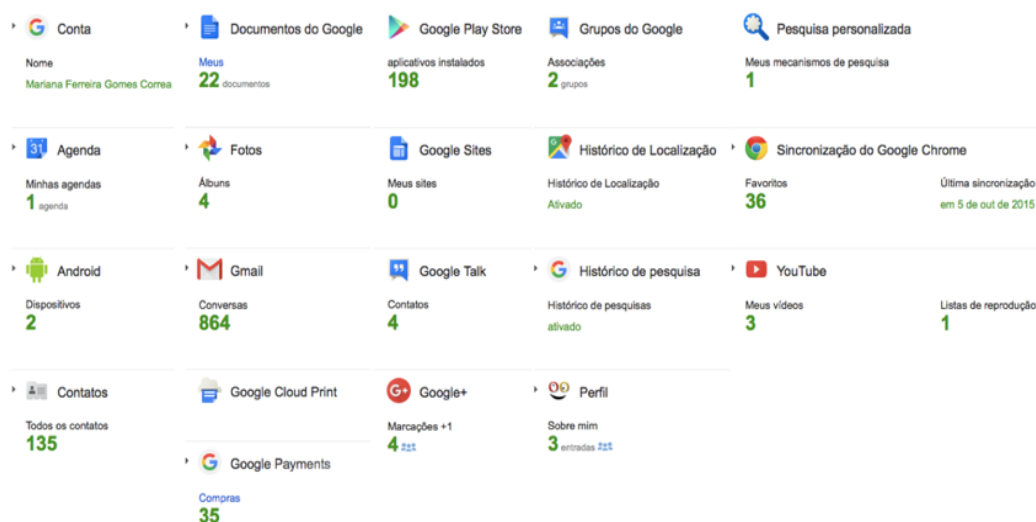 Conta
Nome
Mariana Ferreira Gomes Correa
Documentos do Google
Meus
22 documentos
Google Play Store
aplicativos instalados
198
Grupos do Google
Associações
2 grupos
Pesquisa personalizada
Meus mecanismos de pesquisa
1
31 Agenda
Minhas agendas
1 agenda
Fotos
Álbuns
4
Google Sites
Meus sites
0
Histórico de Localização
Histórico de Localização
Ativado
Sincronização do Google Chrome
Favoritos
36
Última sincronização
em 5 de out de 2015
Android
Dispositivos
2
Gmail
Conversas
864
Google Talk
Contatos
4
Histórico de pesquisa
Histórico de pesquisas
ativado
YouTube
Meus vídeos
3
Listas de reprodução
1
Contatos
Todos os contatos
135
Google Cloud Print
Google+
Marcações +1
4
Perfil
Sobre mim
3 entradas
Google Payments
Compras
35